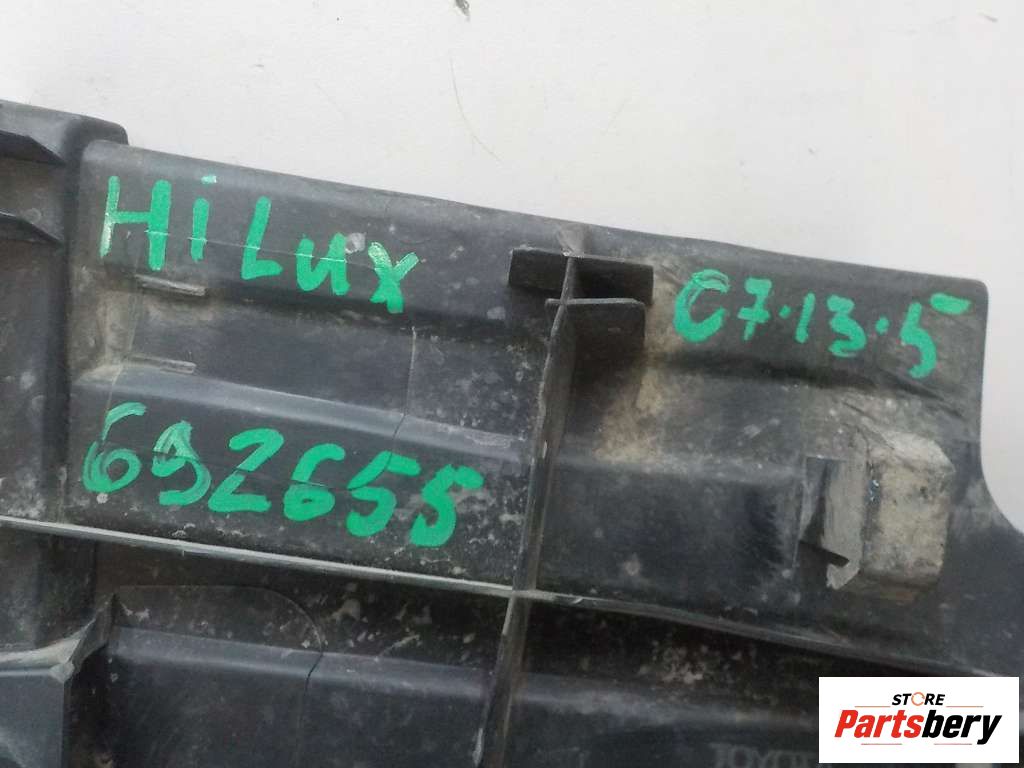 HiLux
C7.13.5
692655
STORE
Partsbery